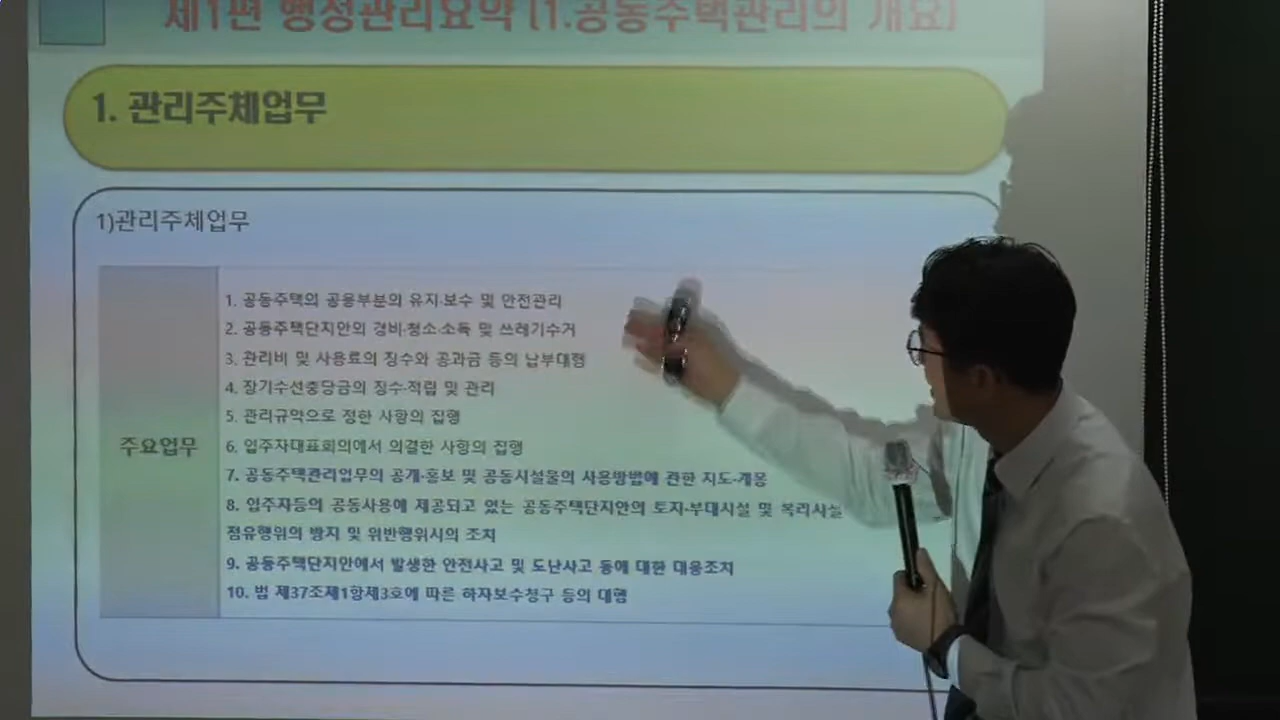 제1편 행정관리요약 [1.공동주택관리의 개요]
1. 관리주체업무
1)관리주체업무
주요업무
1. 공동주택의 공용부분의 유지·보수 및 안전관리
2. 공동주택단지안의 경비·청소·소독 및 쓰레기수거
3. 관리비 및 사용료의 징수와 공과금 등의 납부대행
4. 장기수선충당금의 징수·적립 및 관리
5. 관리규약으로 정한 사항의 집행
6. 입주자대표회의에서 의결한 사항의 집행
7. 공동주택관리업무의 공개·홍보 및 공동시설물의 사용방법에 관한 지도·계몽
8. 입주자등의 공동사용에 제공되고 있는 공동주택단지안의 토지·부대시설 및 복리시설
점유행위의 방지 및 위반행위시의 조치
9. 공동주택단지안에서 발생한 안전사고 및 도난사고 등에 대한 대응조치
10. 법 제37조제1항제3호에 따른 하자보수청구 등의 대행